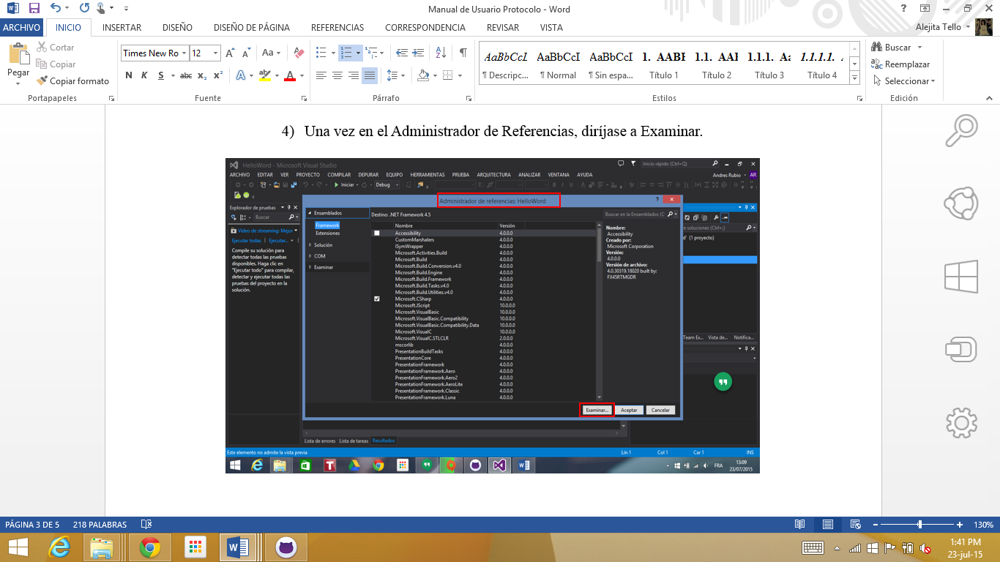 Manual de Usuario Protocolo - Word
ARCHIVO INICIO INSERTAR DISEÑO DISEÑO DE PÁGINA REFERENCIAS CORRESPONDENCIA REVISAR VISTA Alejita Tello
Pegar
Cortar
Copiar
Copiar formato
Portapapeles
Times New Ro 12
Aa
N K S abc x₂ x² A A
Fuente
Párrafo
AaBbCcI AaBbCcI AaBbCcI 1. AABI 1.1. AAI 1.1.1. Aa 1.1.1.1. A
¶ Descripc... ¶ Normal ¶ Sin espa... Título 1 Título 2 Título 3 Título 4
Estilos
Buscar
Reemplazar
Seleccionar
Edición
4) Una vez en el Administrador de Referencias, diríjase a Examinar.
HelloWord - Microsoft Visual Studio
Inicio rápido (Ctrl+Q)
ARCHIVO EDITAR VER PROYECTO COMPILAR DEPURAR EQUIPO HERRAMIENTAS PRUEBA ARQUITECTURA ANALIZAR VENTANA AYUDA
Andres Rubio AR
Iniciar Debug
Explorador de pruebas
Buscar
Vídeo de streaming: Mejor
Ejecutar todas Ejecutar...
Compile su solución para
detectar todas las pruebas
disponibles. Haga clic en
"Ejecutar todo" para compilar,
detectar y ejecutar todas las
pruebas del proyecto en la
solución.
Administrador de referencias: HelloWord
Ensamblados
Framework
Extensiones
Solución
COM
Examinar
Destino: .NET Framework 4.5
Buscar en la Ensamblados (C
Nombre Versión
Accessibility 4.0.0.0
CustomMarshalers 4.0.0.0
ISymWrapper 4.0.0.0
Microsoft.Activities.Build 4.0.0.0
Microsoft.Build 4.0.0.0
Microsoft.Build.Conversion.v4.0 4.0.0.0
Microsoft.Build.Engine 4.0.0.0
Microsoft.Build.Framework 4.0.0.0
Microsoft.Build.Tasks.v4.0 4.0.0.0
Microsoft.Build.Utilities.v4.0 4.0.0.0
Microsoft.CSharp 4.0.0.0
Microsoft.JScript 10.0.0.0
Microsoft.VisualBasic 10.0.0.0
Microsoft.VisualBasic.Compatibility 10.0.0.0
Microsoft.VisualBasic.Compatibility.Data 10.0.0.0
Microsoft.VisualC 10.0.0.0
Microsoft.VisualC.STLCLR 2.0.0.0
mscorlib 4.0.0.0
PresentationBuildTasks 4.0.0.0
PresentationCore 4.0.0.0
PresentationFramework 4.0.0.0
PresentationFramework.Aero 4.0.0.0
PresentationFramework.Aero2 4.0.0.0
PresentationFramework.AeroLite 4.0.0.0
PresentationFramework.Classic 4.0.0.0
PresentationFramework.Luna 4.0.0.0
Nombre:
Accessibility
Creado por:
Microsoft Corporation
Versión:
4.0.0.0
Versión de archivo:
4.0.30319.18020 built by:
FX45RTMGDR
Examinar... Aceptar Cancelar
de soluciones (Ctrl+;)
(1 proyecto)
Team Ex... Vista de... Notifica...
Lista de errores Lista de tareas Resultados
Este elemento no admite la vista previa Lín 1 Col 1 Car 1 INS
FRA
13:09
23/07/2015
PÁGINA 3 DE 5 218 PALABRAS 130%
1:41 PM
23-jul-15